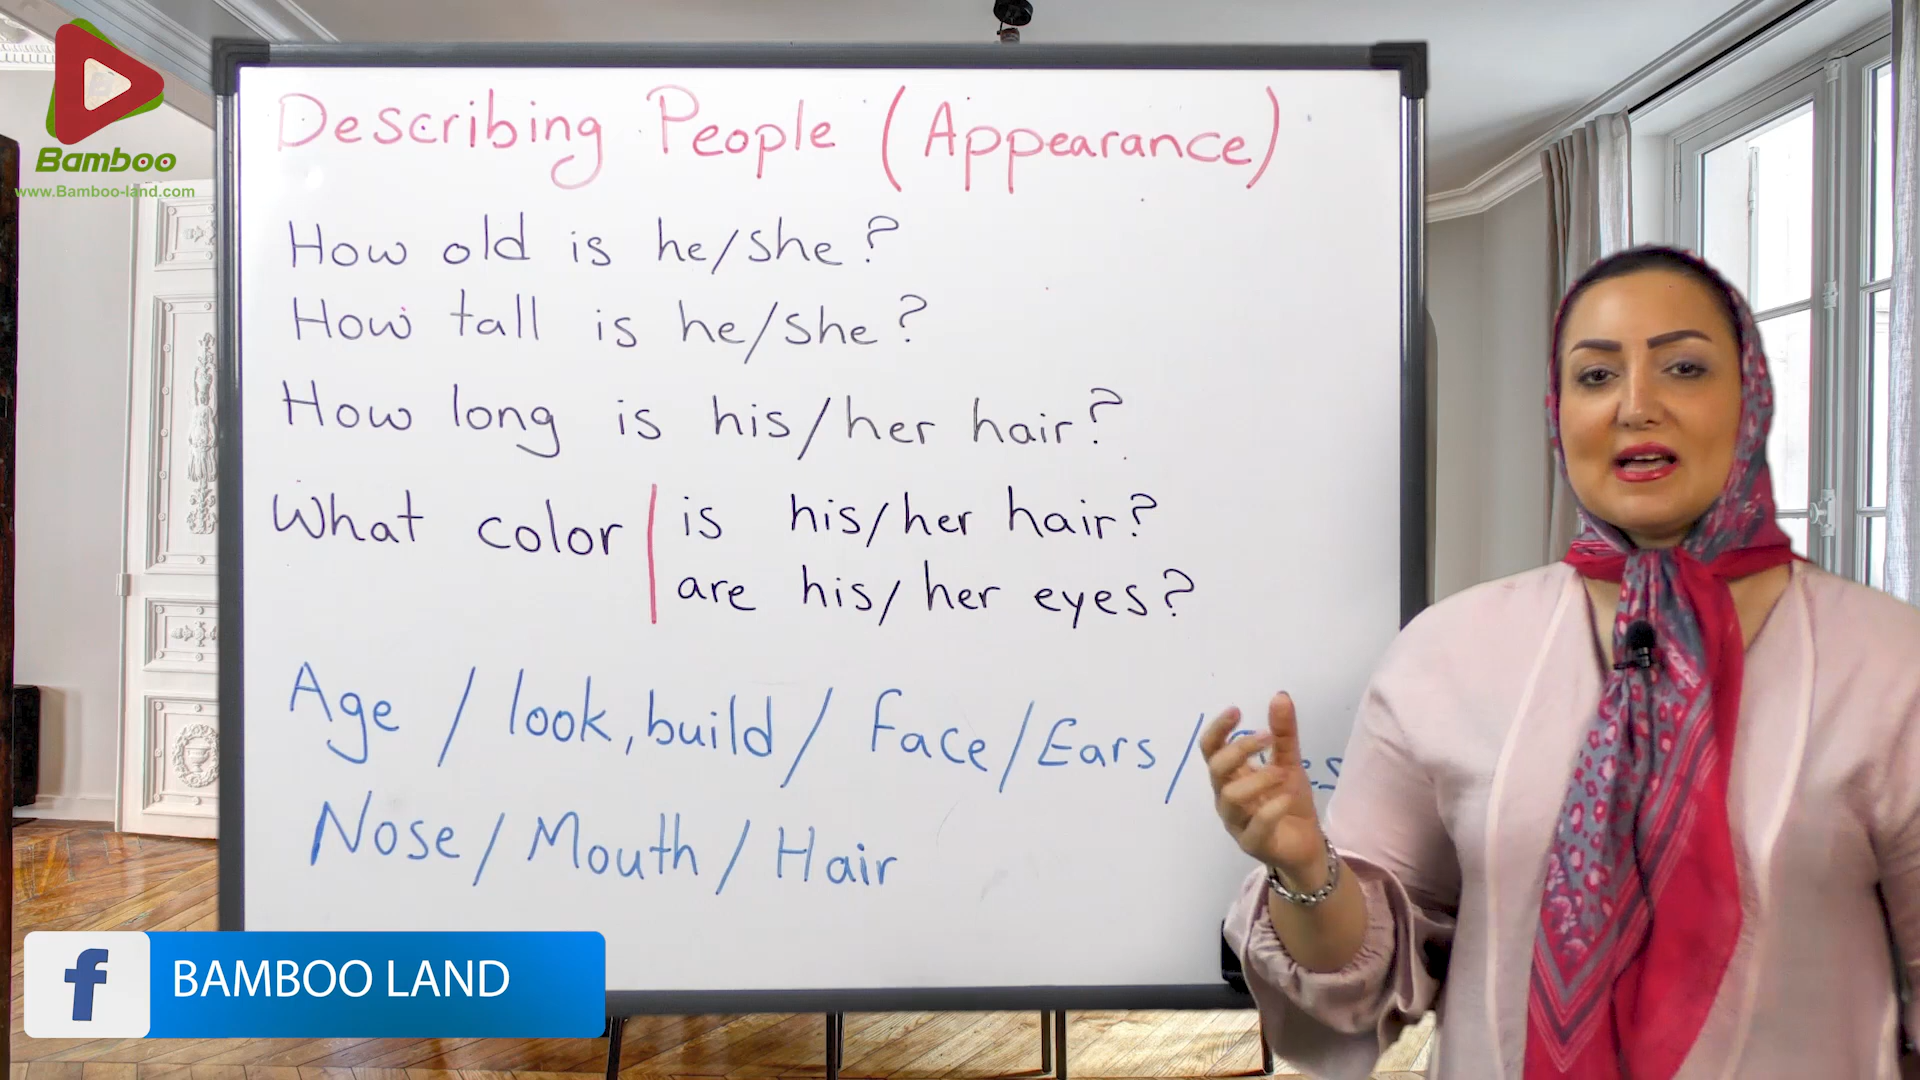 Bamboo
www.Bamboo-land.com
Describing People (Appearance)
How old is he/she?
How tall is he/she?
How long is his/her hair?
What color | is his/her hair?
are his/her eyes?
Age / look, build / Face / Ears /
Nose / Mouth / Hair
f BAMBOO LAND